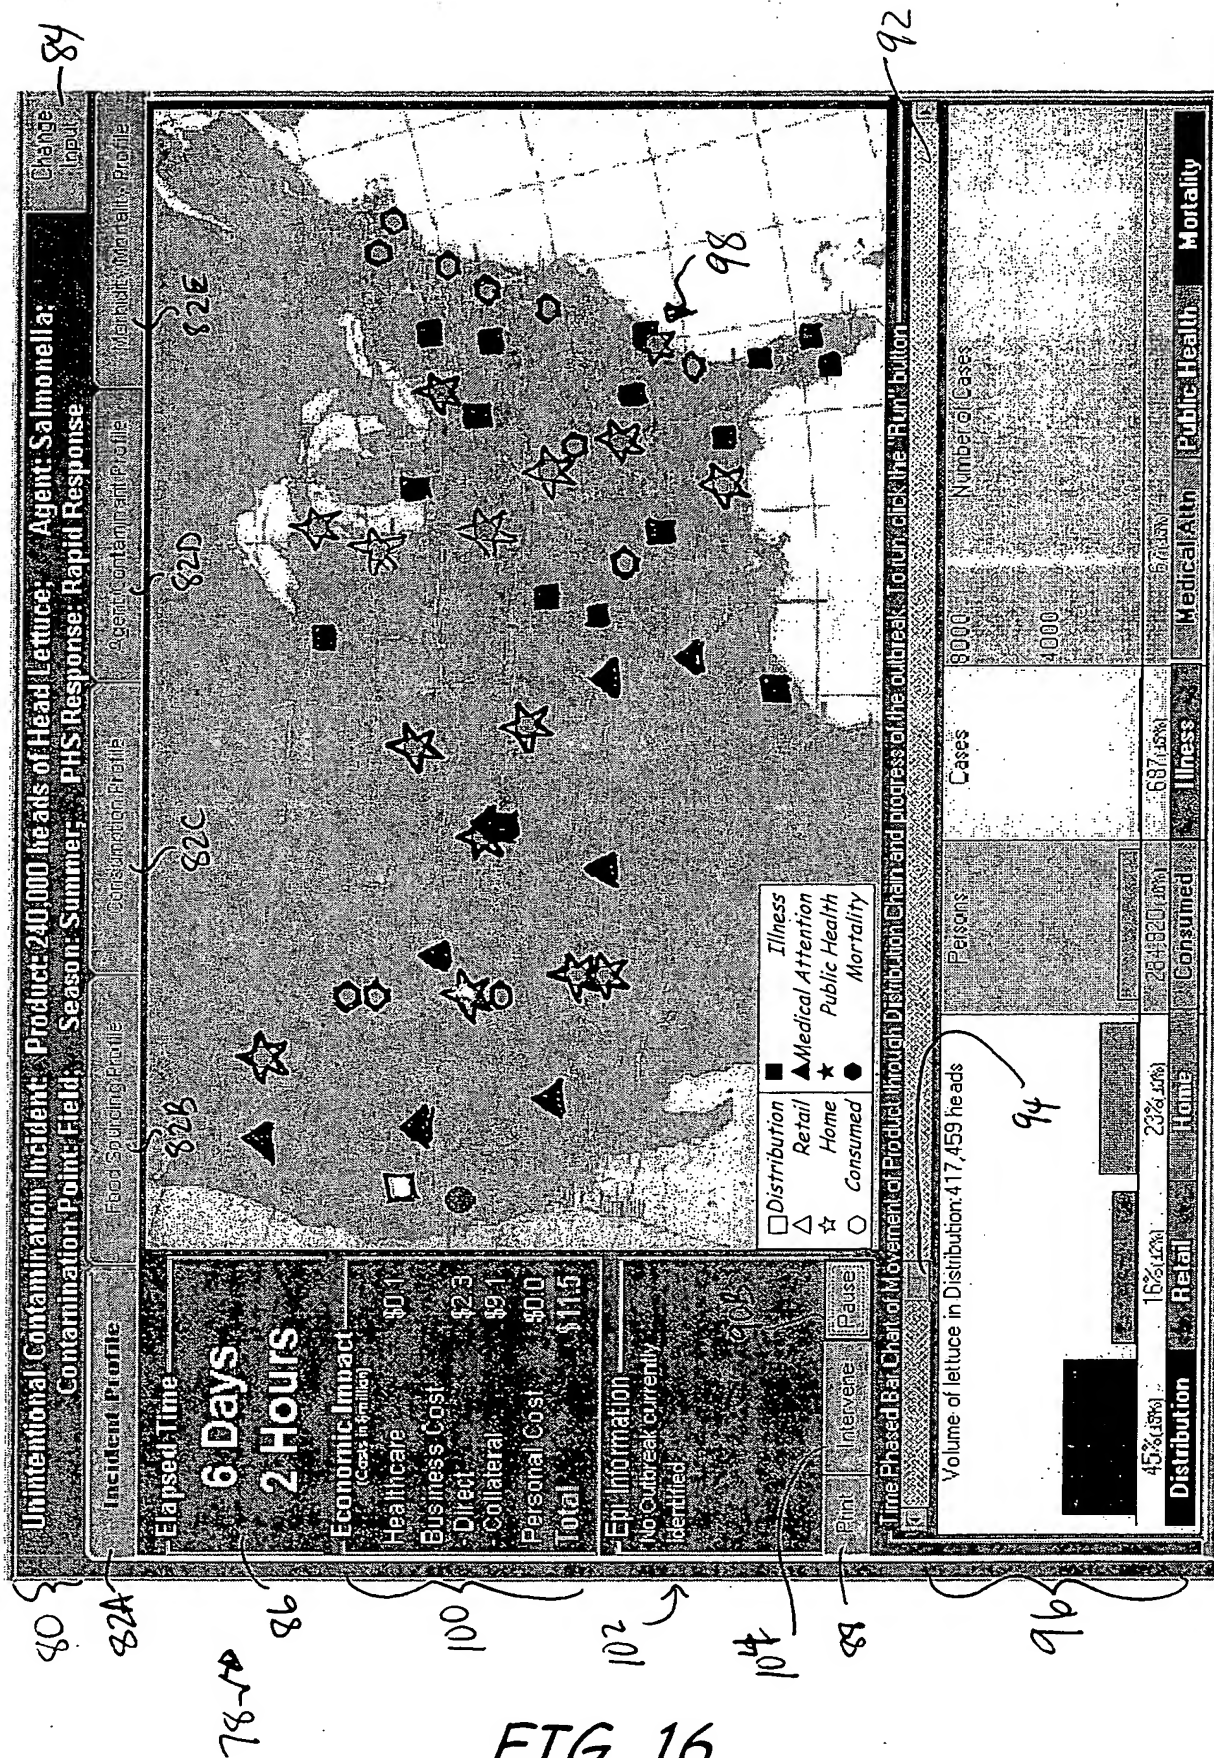 Unintentional Contamination Incident: Product: 240,000 heads of Head Lettuce; Agent: Salmonella;
Contamination Point: Field; Season: Summer; PHS Response: Rapid Response
Change
Input
Incident Profile
Food Sourcing Profile
Consumption Profile
Agent Contaminant Profile
Morbidity/Mortality Profile
80
82A
82B
82C
82D
82E
84
78
Elapsed Time
6 Days
2 Hours
86
Economic Impact
(Costs in $million)
Healthcare $0.1
Business Cost
Direct $2.3
Collateral $9.1
Personal Cost $0.0
Total $11.5
100
Epi Information
No Outbreak currently
Identified
102
90B
Print
Intervene
Pause
104
88
98
Distribution
Retail
Home
Consumed
Illness
Medical Attention
Public Health
Mortality
Time Phased Bar Chart of Movement of Product through Distribution Chain and progress of the outbreak. To run, click the "Run" button
92
94
96
Volume of lettuce in Distribution:417,459 heads
Persons
Cases
Number of Cases
8000
4000
Distribution
Retail
Home
Consumed
Illness
Medical Attn
Public Health
Mortality
FIG. 16